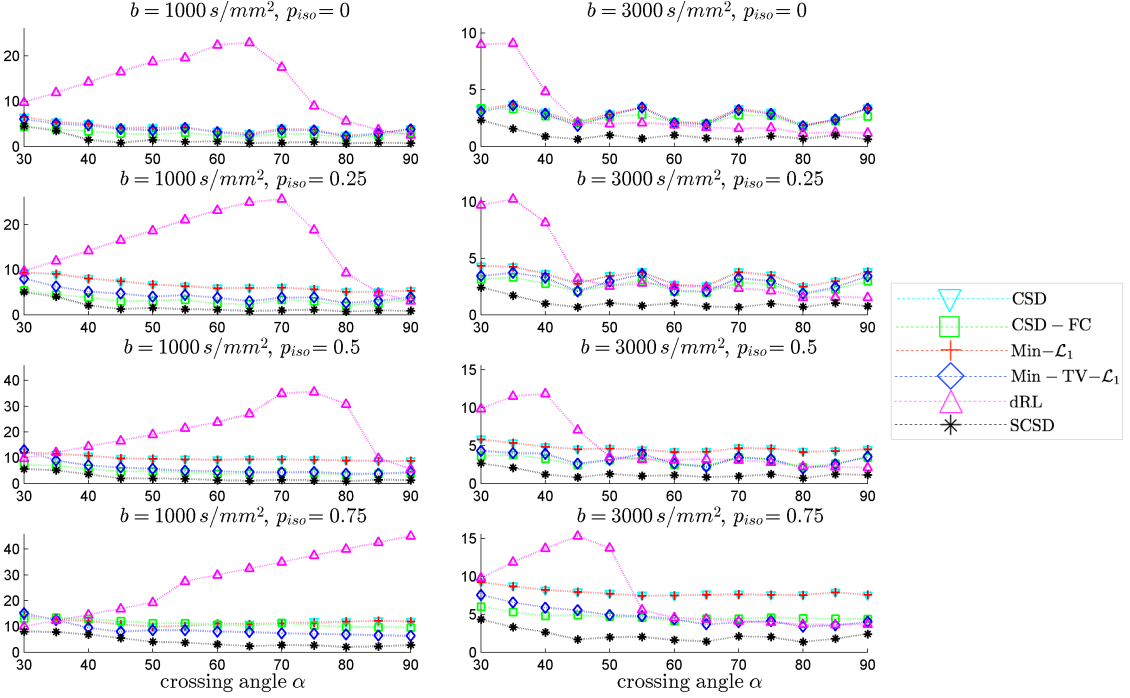 b = 1000 s/mm², p_iso = 0
20
10
0
30 40 50 60 70 80 90
b = 3000 s/mm², p_iso = 0
10
5
0
30 40 50 60 70 80 90
b = 1000 s/mm², p_iso = 0.25
20
10
0
30 40 50 60 70 80 90
b = 3000 s/mm², p_iso = 0.25
10
5
0
30 40 50 60 70 80 90
b = 1000 s/mm², p_iso = 0.5
40
30
20
10
0
30 40 50 60 70 80 90
b = 3000 s/mm², p_iso = 0.5
15
10
5
0
30 40 50 60 70 80 90
b = 1000 s/mm², p_iso = 0.75
40
30
20
10
0
30 40 50 60 70 80 90
crossing angle α
b = 3000 s/mm², p_iso = 0.75
15
10
5
0
30 40 50 60 70 80 90
crossing angle α
CSD
CSD − FC
Min−ℒ₁
Min − TV−ℒ₁
dRL
SCSD